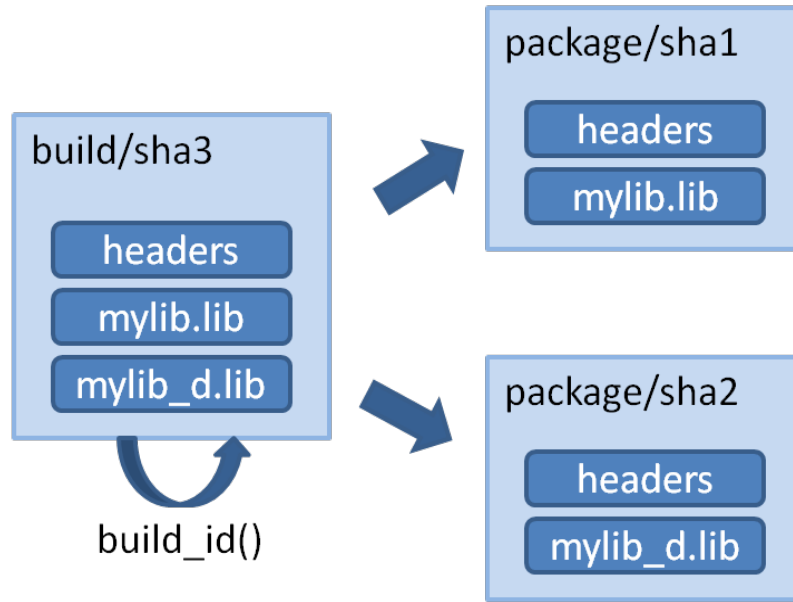 build/sha3
headers
mylib.lib
mylib_d.lib
build_id()
package/sha1
headers
mylib.lib
package/sha2
headers
mylib_d.lib